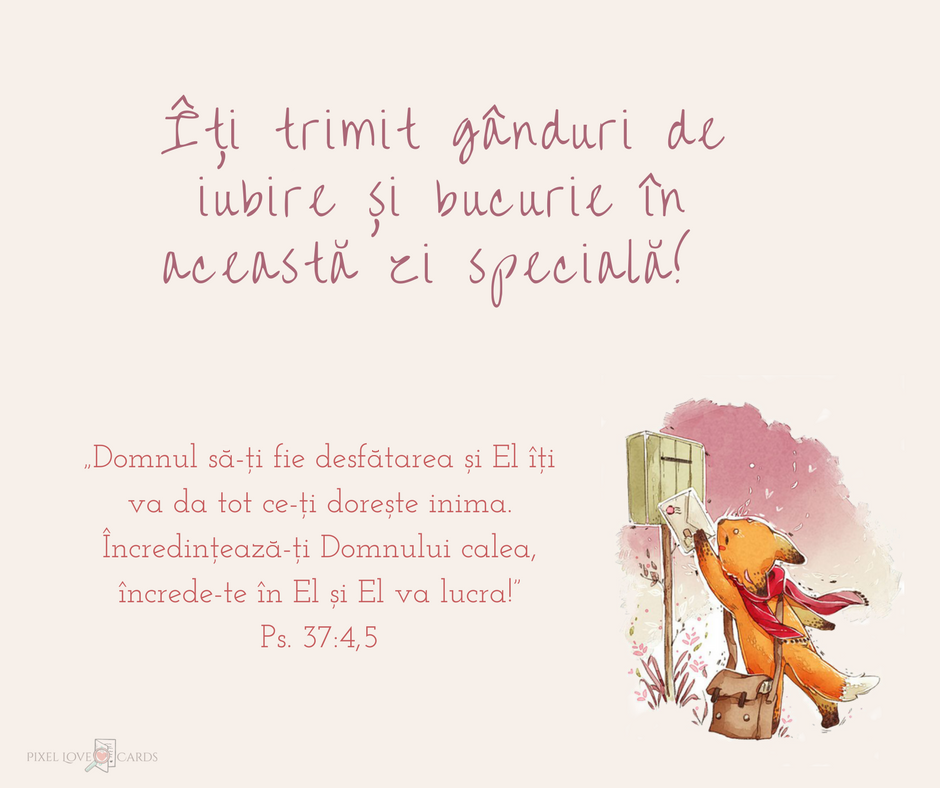 Îți trimit gânduri de
iubire și bucurie în
această zi specială!
„Domnul să-ți fie desfătarea și El îți
va da tot ce-ți dorește inima.
Încredințează-ți Domnului calea,
încrede-te în El și El va lucra!”
Ps. 37:4,5
PIXEL LOVE CARDS